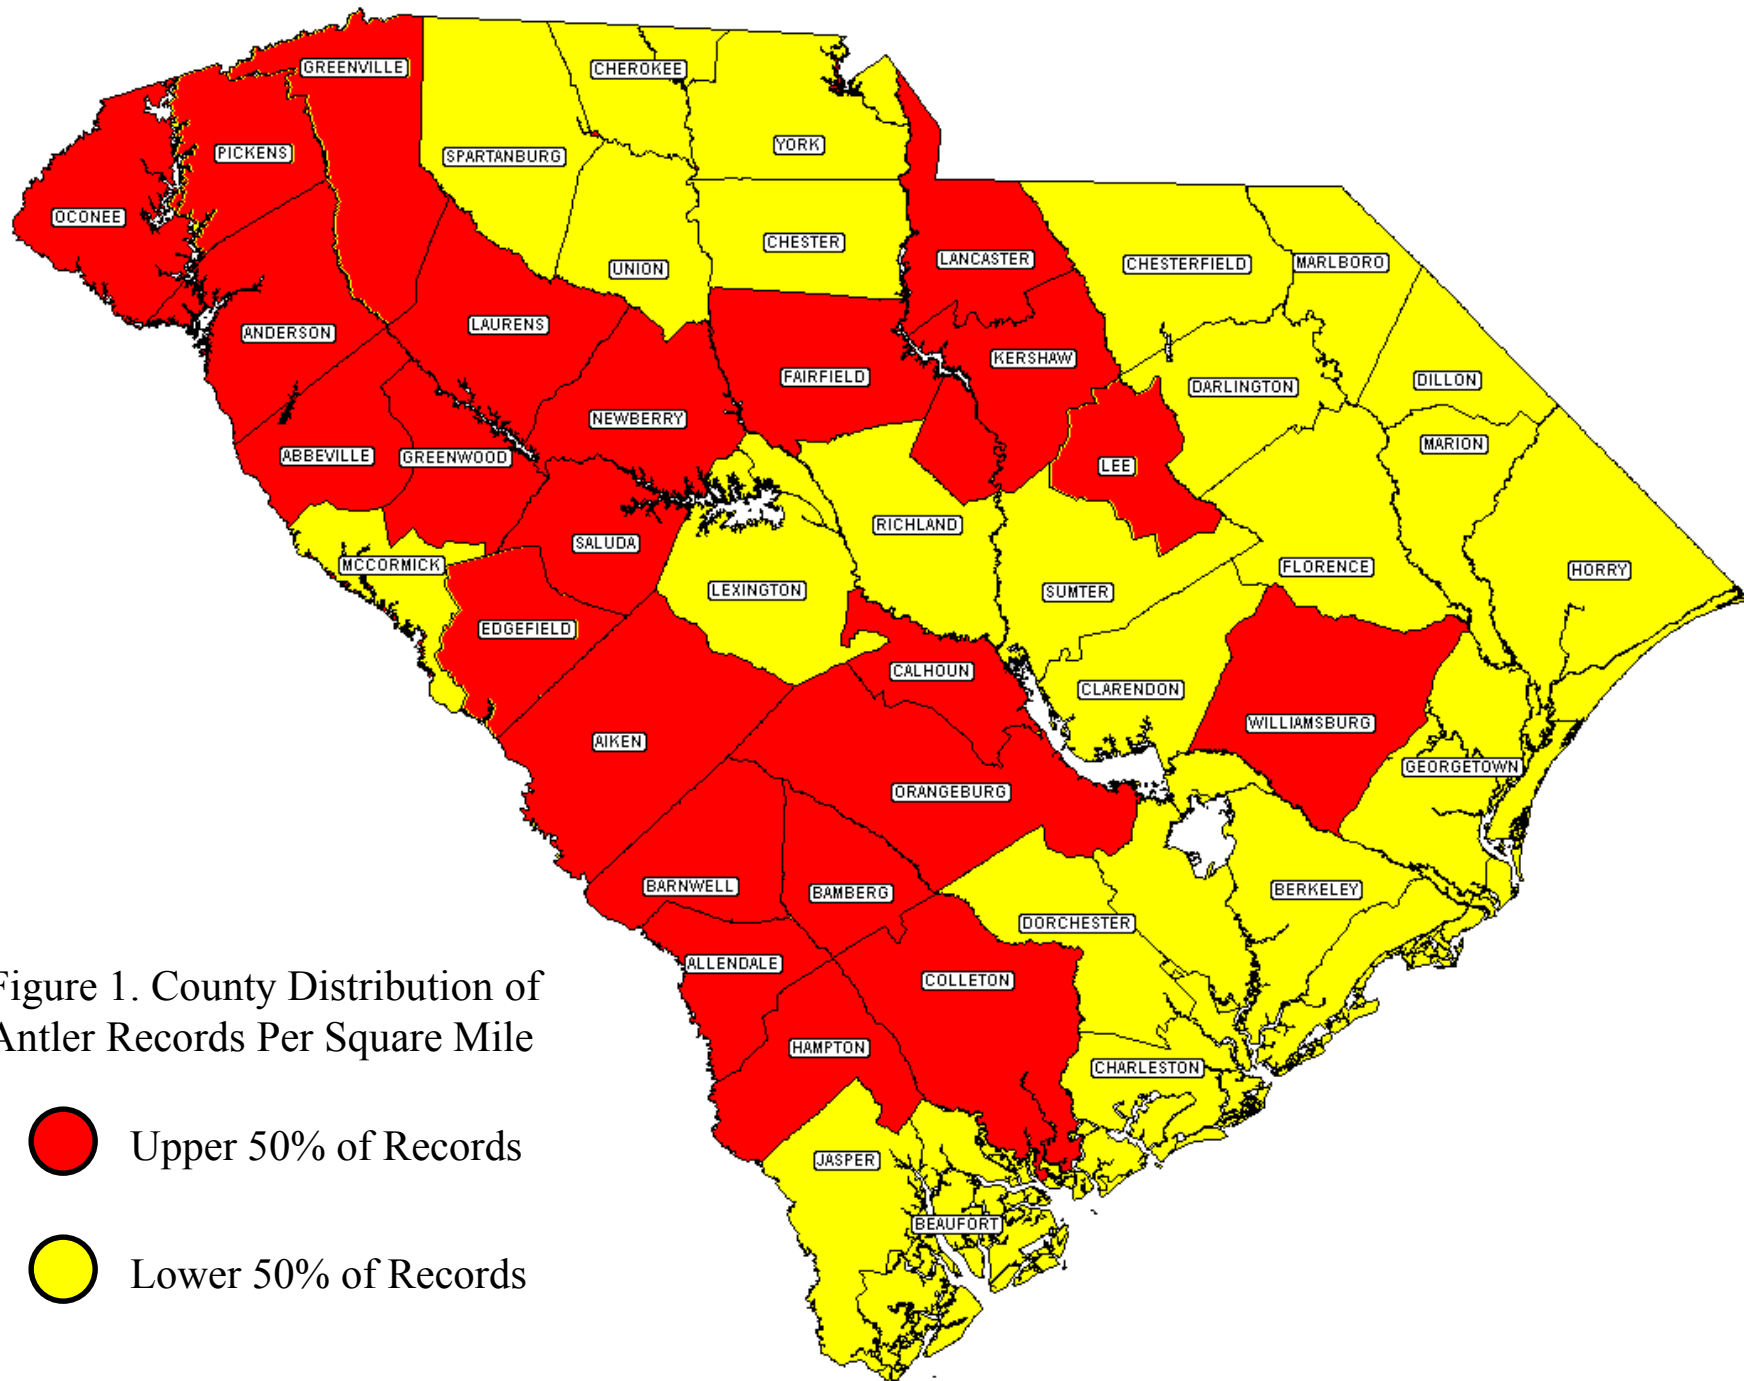 GREENVILLE
CHEROKEE
PICKENS
SPARTANBURG
YORK
OCONEE
UNION
CHESTER
LANCASTER
CHESTERFIELD
MARLBORO
ANDERSON
LAURENS
KERSHAW
FAIRFIELD
DARLINGTON
DILLON
NEWBERRY
MARION
ABBEVILLE
GREENWOOD
LEE
RICHLAND
SALUDA
MCCORMICK
LEXINGTON
SUMTER
FLORENCE
HORRY
EDGEFIELD
CALHOUN
CLARENDON
WILLIAMSBURG
AIKEN
GEORGETOWN
ORANGEBURG
BARNWELL
BAMBERG
BERKELEY
DORCHESTER
ALLENDALE
COLLETON
HAMPTON
CHARLESTON
JASPER
BEAUFORT
Figure 1. County Distribution of
Antler Records Per Square Mile
Upper 50% of Records
Lower 50% of Records